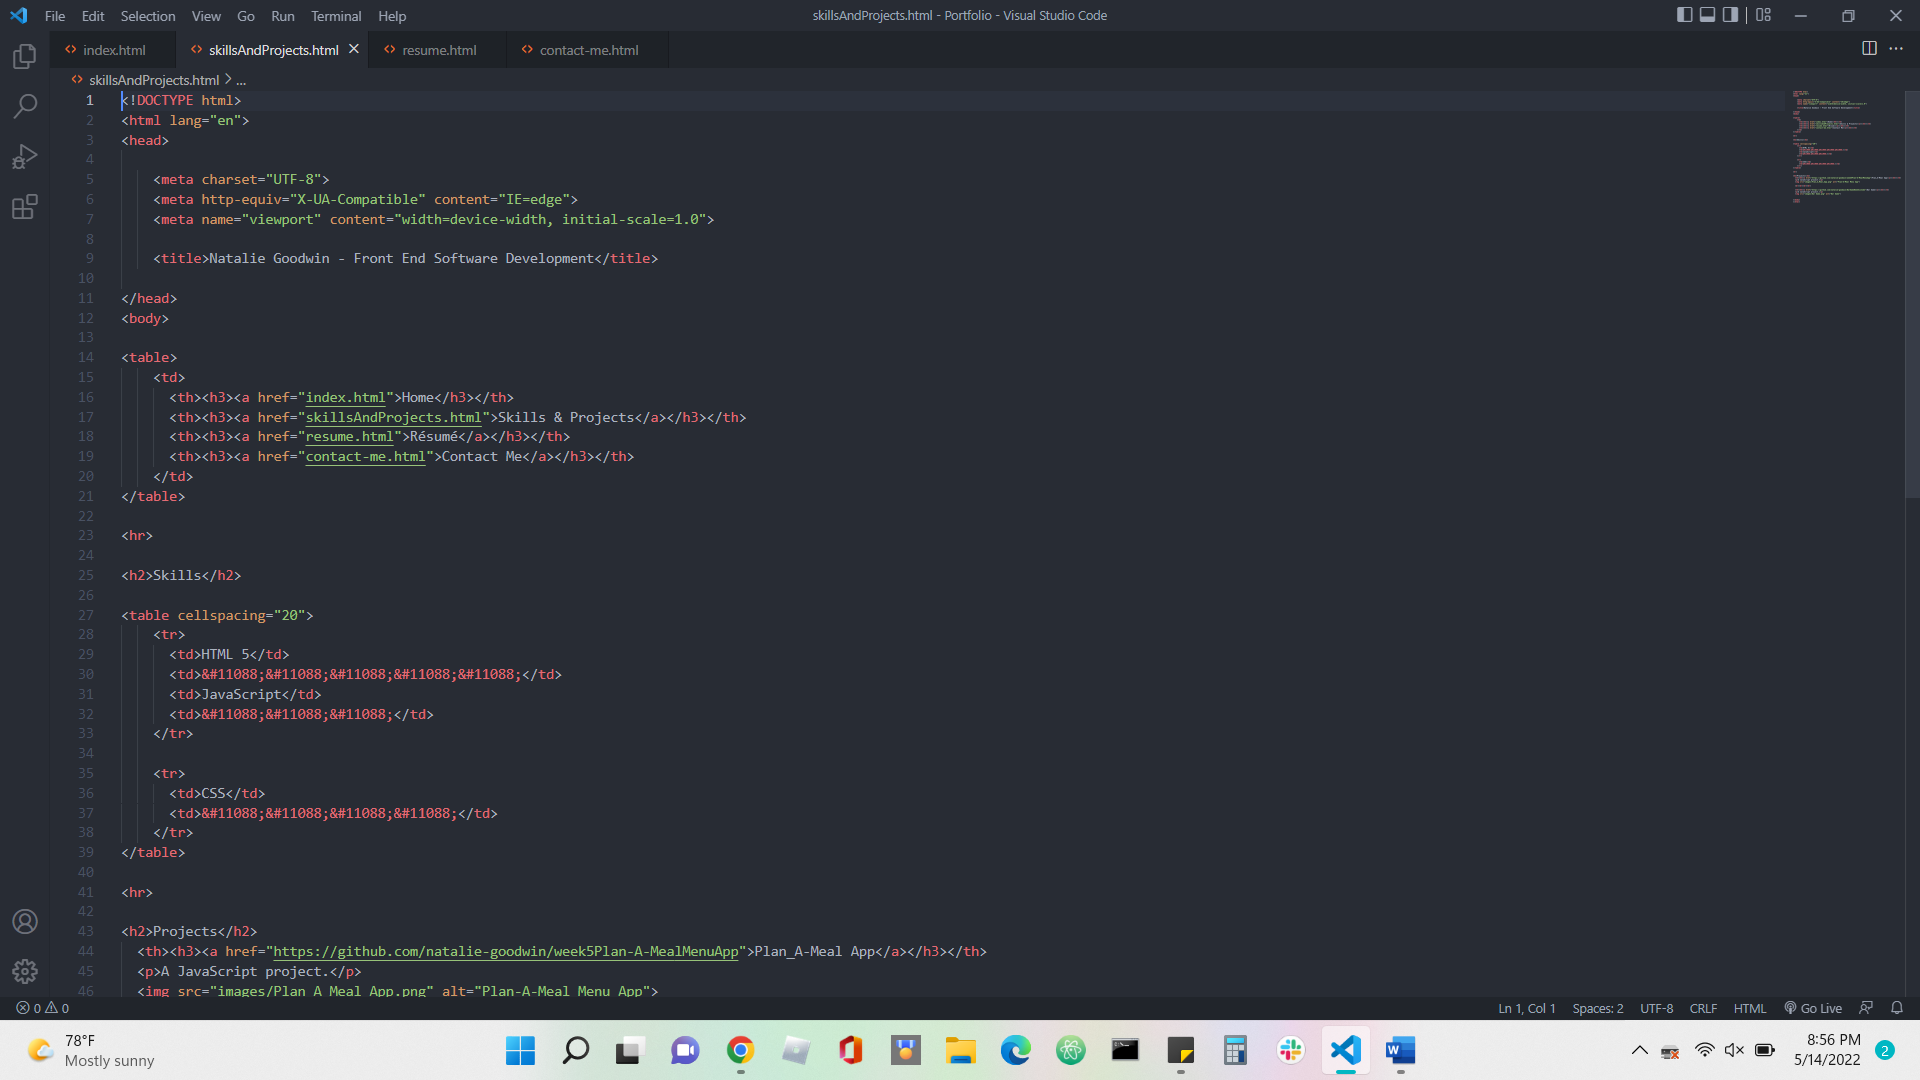 File Edit Selection View Go Run Terminal Help
skillsAndProjects.html - Portfolio - Visual Studio Code
index.html
skillsAndProjects.html
resume.html
contact-me.html
skillsAndProjects.html > ...
1 <!DOCTYPE html>
2 <html lang="en">
3 <head>
4
5 <meta charset="UTF-8">
6 <meta http-equiv="X-UA-Compatible" content="IE=edge">
7 <meta name="viewport" content="width=device-width, initial-scale=1.0">
8
9 <title>Natalie Goodwin - Front End Software Development</title>
10
11 </head>
12 <body>
13
14 <table>
15 <td>
16 <th><h3><a href="index.html">Home</h3></th>
17 <th><h3><a href="skillsAndProjects.html">Skills & Projects</a></h3></th>
18 <th><h3><a href="resume.html">Résumé</a></h3></th>
19 <th><h3><a href="contact-me.html">Contact Me</a></h3></th>
20 </td>
21 </table>
22
23 <hr>
24
25 <h2>Skills</h2>
26
27 <table cellspacing="20">
28 <tr>
29 <td>HTML 5</td>
30 <td>&#11088;&#11088;&#11088;&#11088;&#11088;</td>
31 <td>JavaScript</td>
32 <td>&#11088;&#11088;&#11088;</td>
33 </tr>
34
35 <tr>
36 <td>CSS</td>
37 <td>&#11088;&#11088;&#11088;&#11088;</td>
38 </tr>
39 </table>
40
41 <hr>
42
43 <h2>Projects</h2>
44 <th><h3><a href="https://github.com/natalie-goodwin/week5Plan-A-MealMenuApp">Plan_A-Meal App</a></h3></th>
45 <p>A JavaScript project.</p>
46 <img src="images/Plan A Meal App.png" alt="Plan-A-Meal Menu App">
0 0
Ln 1, Col 1 Spaces: 2 UTF-8 CRLF HTML Go Live
78°F
Mostly sunny
8:56 PM
5/14/2022
2